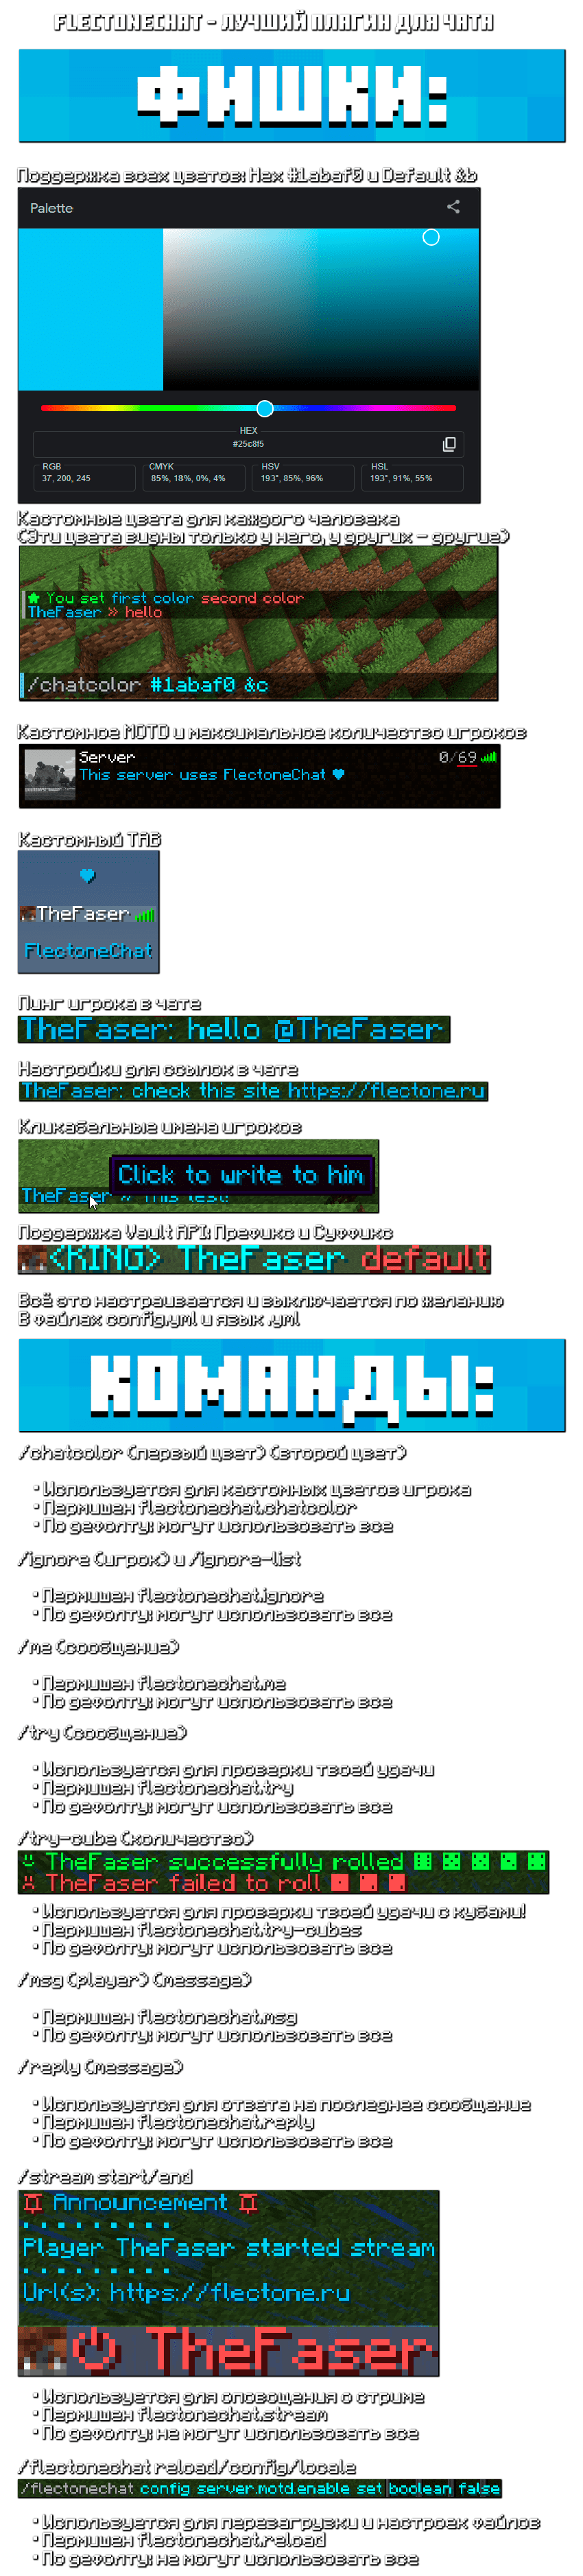 FLECTONECHAT - ЛУЧШИЙ ПЛАГИН ДЛЯ ЧАТА
ФИШКИ:
Поддержка всех цветов: Hex #1abaf0 и Default &b
Palette
HEX
#25c8f5
RGB
37, 200, 245
CMYK
85%, 18%, 0%, 4%
HSV
193°, 85%, 96%
HSL
193°, 91%, 55%
Кастомные цвета для каждого человека
(Эти цвета видны только у него, у других - другие)
★ You set first color second color
TheFaser » hello
/chatcolor #1abaf0 &c
Кастомное MOTD и максимальное количество игроков
Server 0/69
This server uses FlectoneChat ♥
Кастомный TAB
♥
TheFaser
FlectoneChat
Пинг игрока в чате
TheFaser: hello @TheFaser
Настройки для ссылок в чате
TheFaser: check this site https://flectone.ru
Кликабельные имена игроков
Click to write to him
TheFaser » This test!
Поддержка Vault API: Префикс и Суффикс
<KING> TheFaser default
Всё это настраивается и выключается по желанию
В файлах config.yml и язык .yml
КОМАНДЫ:
/chatcolor (первый цвет) (второй цвет)
• Используется для кастомных цветов игрока
• Пермишен flectonechat.chatcolor
• По дефолту: могут использовать все
/ignore (игрок) и /ignore-list
• Пермишен flectonechat.ignore
• По дефолту: могут использовать все
/me (сообщение)
• Пермишен flectonechat.me
• По дефолту: могут использовать все
/try (сообщение)
• Используется для проверки твоей удачи
• Пермишен flectonechat.try
• По дефолту: могут использовать все
/try-cube (количество)
TheFaser successfully rolled ⚅ ⚄ ⚄ ⚂ ⚃
TheFaser failed to roll ⚀ ⚁ ⚁
• Используется для проверки твоей удачи с кубами!
• Пермишен flectonechat.try-cubes
• По дефолту: могут использовать все
/msg (player) (message)
• Пермишен flectonechat.msg
• По дефолту: могут использовать все
/reply (message)
• Используется для ответа на последнее сообщение
• Пермишен flectonechat.reply
• По дефолту: могут использовать все
/stream start/end
Announcement
• • • • • • • • •
Player TheFaser started stream
• • • • • • • • •
Url(s): https://flectone.ru
⏻ TheFaser
• Используется для оповощения о стриме
• Пермишен flectonechat.stream
• По дефолту: не могут использовать все
/flectonechat reload/config/locale
/flectonechat config server.motd.enable set boolean false
• Используется для перезагрузки и настроек файлов
• Пермишен flectonechat.reload
• По дефолту: не могут использовать все